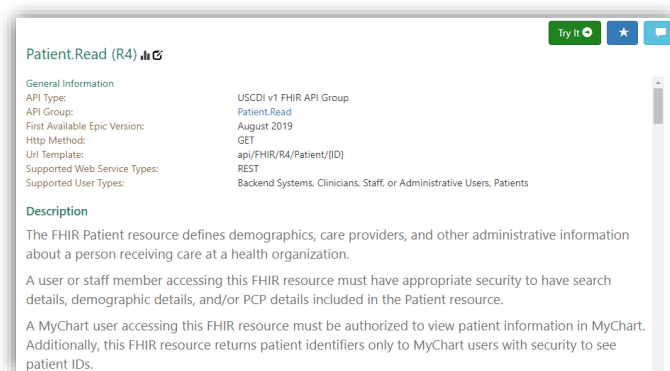 Try It
Patient.Read (R4)
General Information
API Type: USCDI v1 FHIR API Group
API Group: Patient.Read
First Available Epic Version: August 2019
Http Method: GET
Url Template: api/FHIR/R4/Patient/{ID}
Supported Web Service Types: REST
Supported User Types: Backend Systems, Clinicians, Staff, or Administrative Users, Patients
Description
The FHIR Patient resource defines demographics, care providers, and other administrative information
about a person receiving care at a health organization.
A user or staff member accessing this FHIR resource must have appropriate security to have search
details, demographic details, and/or PCP details included in the Patient resource.
A MyChart user accessing this FHIR resource must be authorized to view patient information in MyChart.
Additionally, this FHIR resource returns patient identifiers only to MyChart users with security to see
patient IDs.